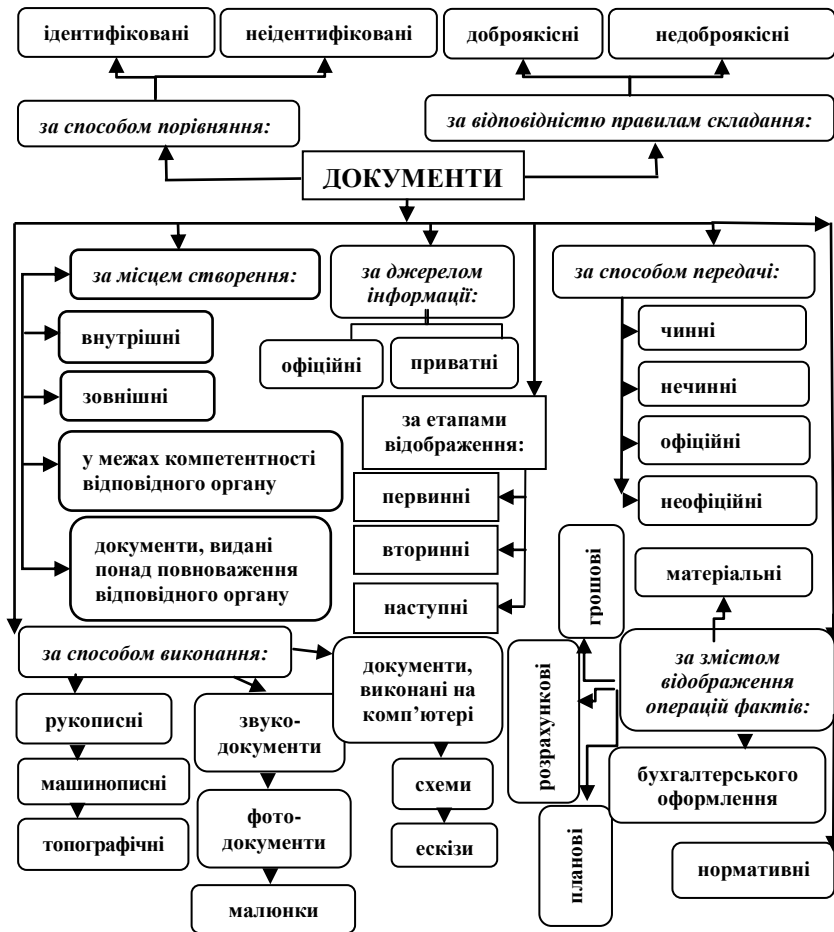 ідентифіковані
неідентифіковані
доброякісні
недоброякісні
за способом порівняння:
за відповідністю правилам складання:
ДОКУМЕНТИ
за місцем створення:
внутрішні
зовнішні
у межах компетентності
відповідного органу
документи, видані
понад повноваження
відповідного органу
за джерелом
інформації:
офіційні
приватні
за етапами
відображення:
первинні
вторинні
наступні
за способом передачі:
чинні
нечинні
офіційні
неофіційні
за способом виконання:
рукописні
машинописні
топографічні
звуко-
документи
фото-
документи
малюнки
документи,
виконані на
комп’ютері
схеми
ескізи
за змістом
відображення
операцій фактів:
матеріальні
грошові
розрахункові
планові
бухгалтерського
оформлення
нормативні